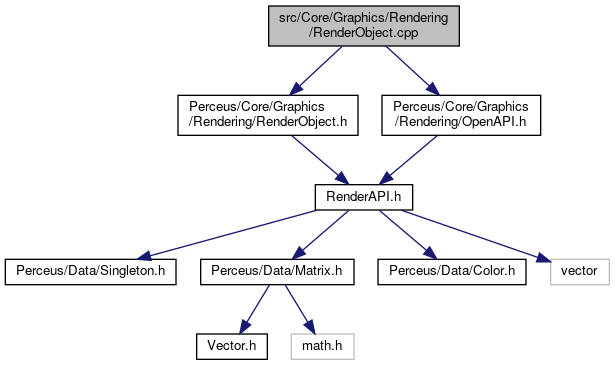 src/Core/Graphics/Rendering
/RenderObject.cpp
Perceus/Core/Graphics
/Rendering/RenderObject.h
Perceus/Core/Graphics
/Rendering/OpenAPI.h
RenderAPI.h
Perceus/Data/Singleton.h
Perceus/Data/Matrix.h
Perceus/Data/Color.h
vector
Vector.h
math.h